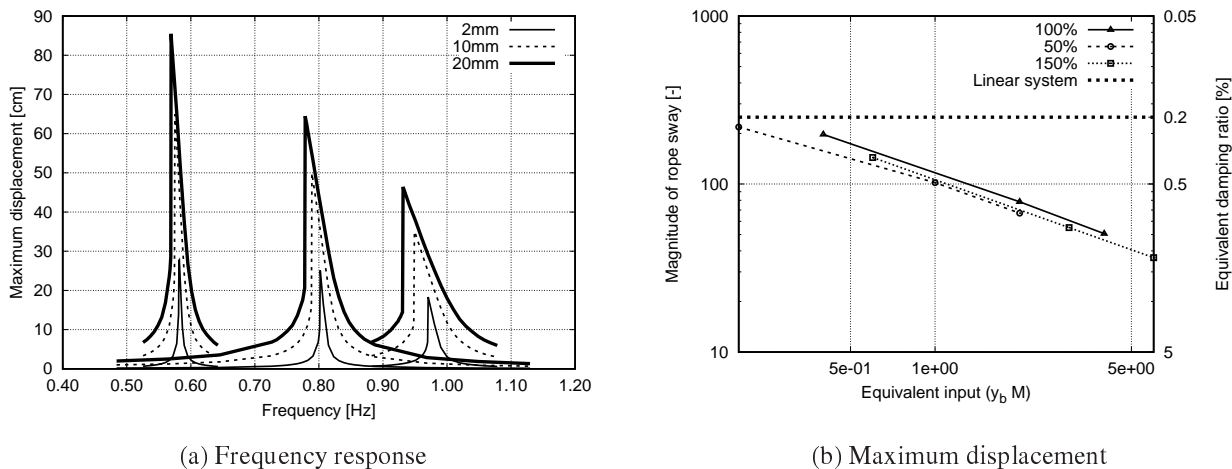 90
80
70
60
50
40
30
20
10
0
0.40 0.50 0.60 0.70 0.80 0.90 1.00 1.10 1.20
Maximum displacement [cm]
Frequency [Hz]
2mm
10mm
20mm
(a) Frequency response
1000
100
10
Magnitude of rope sway [-]
100%
50%
150%
Linear system
0.05
0.2
0.5
5
Equivalent damping ratio [%]
5e-01 1e+00 5e+00
Equivalent input (y_b M)
(b) Maximum displacement